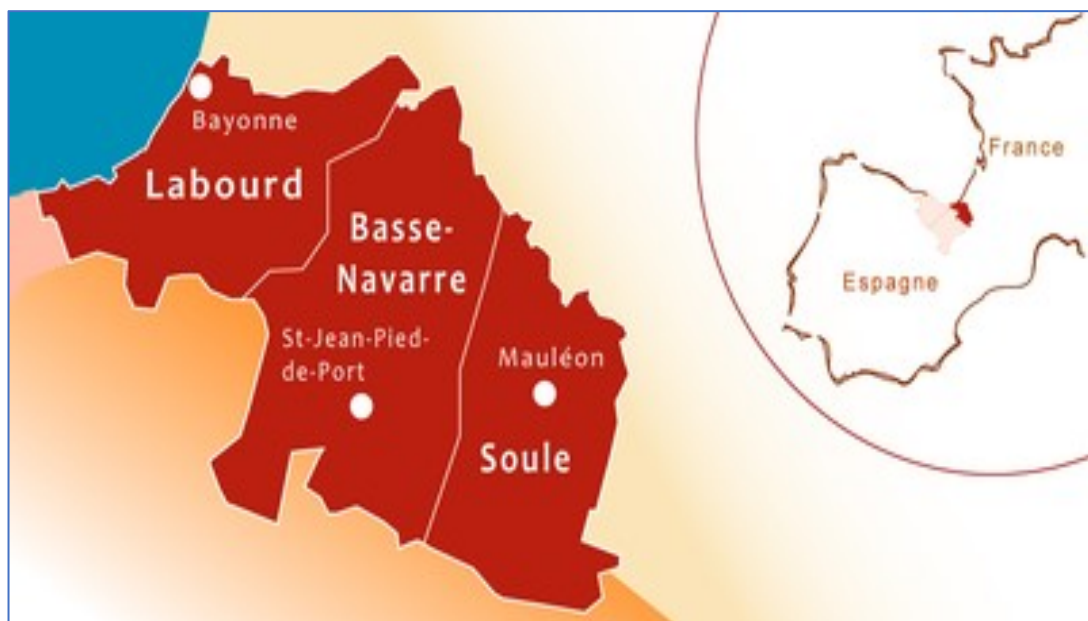 Bayonne
Labourd
Basse-
Navarre
St-Jean-Pied-
de-Port
Mauléon
Soule
France
Espagne